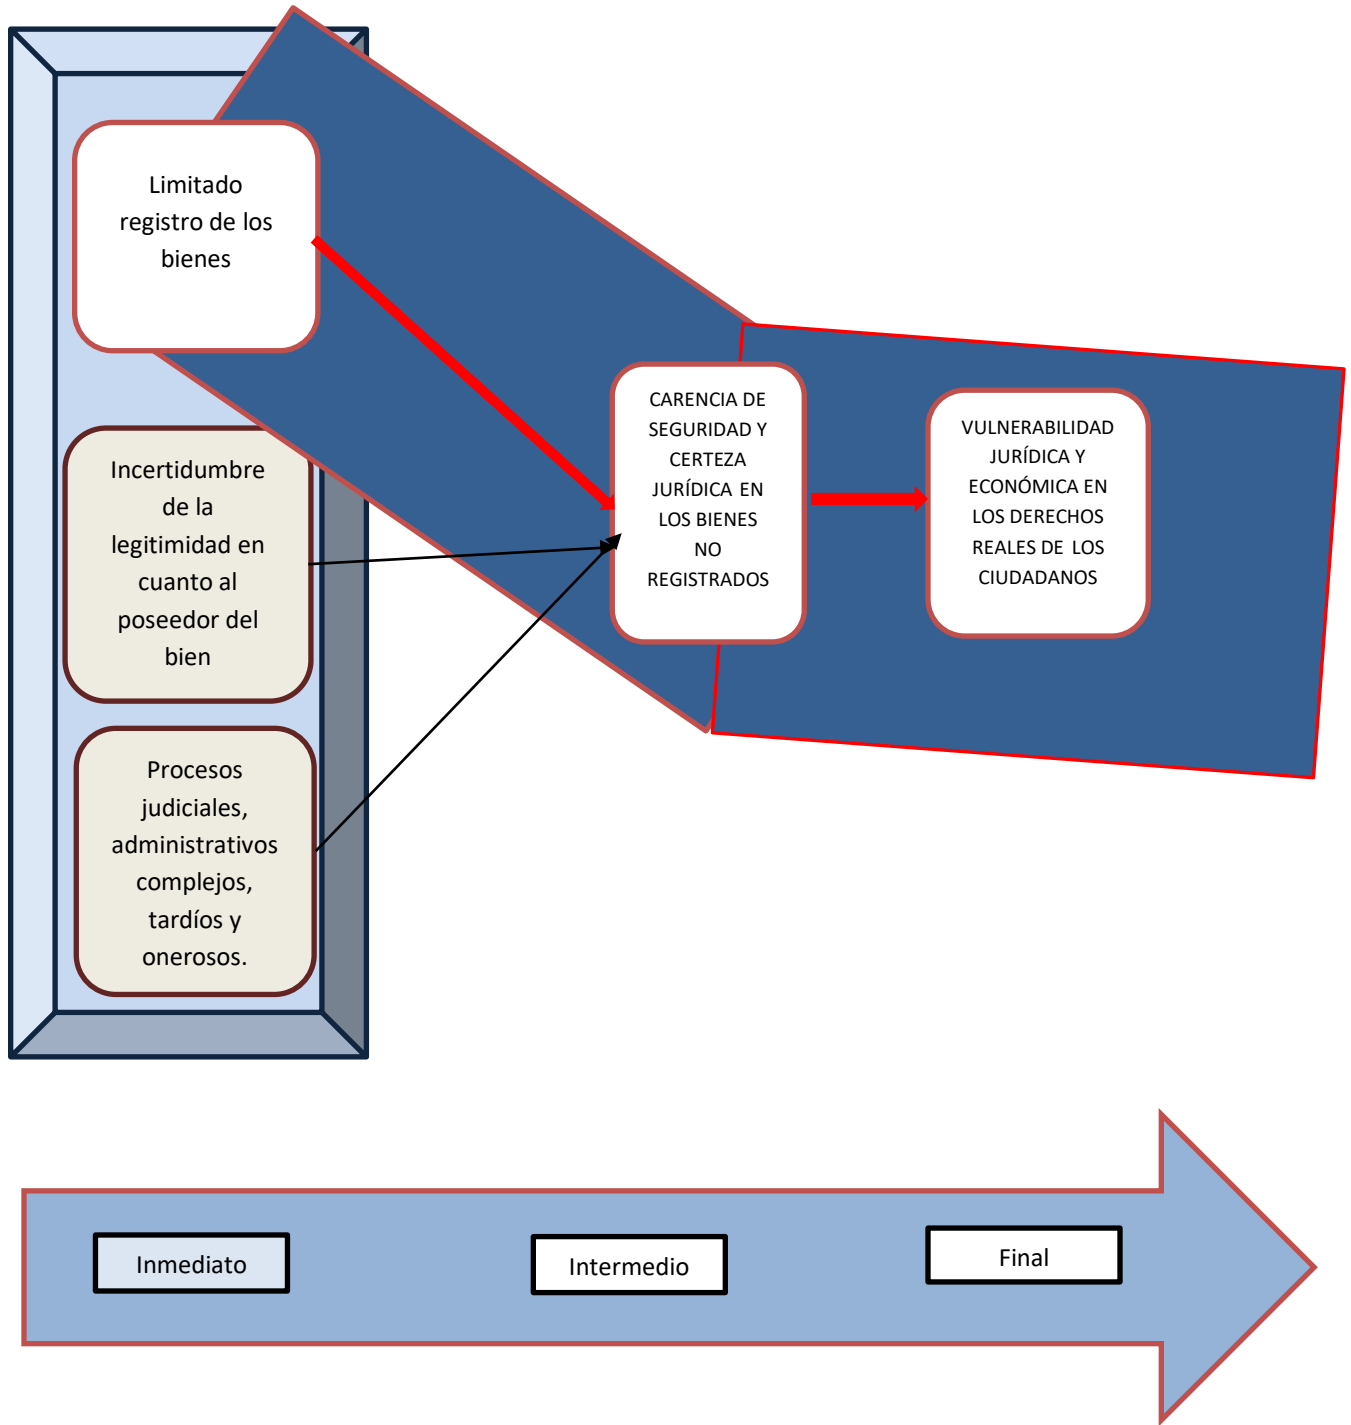 Limitado
registro de los
bienes
Incertidumbre
de la
legitimidad en
cuanto al
poseedor del
bien
Procesos
judiciales,
administrativos
complejos,
tardíos y
onerosos.
CARENCIA DE
SEGURIDAD Y
CERTEZA
JURÍDICA EN
LOS BIENES
NO
REGISTRADOS
VULNERABILIDAD
JURÍDICA Y
ECONÓMICA EN
LOS DERECHOS
REALES DE LOS
CIUDADANOS
Inmediato
Intermedio
Final